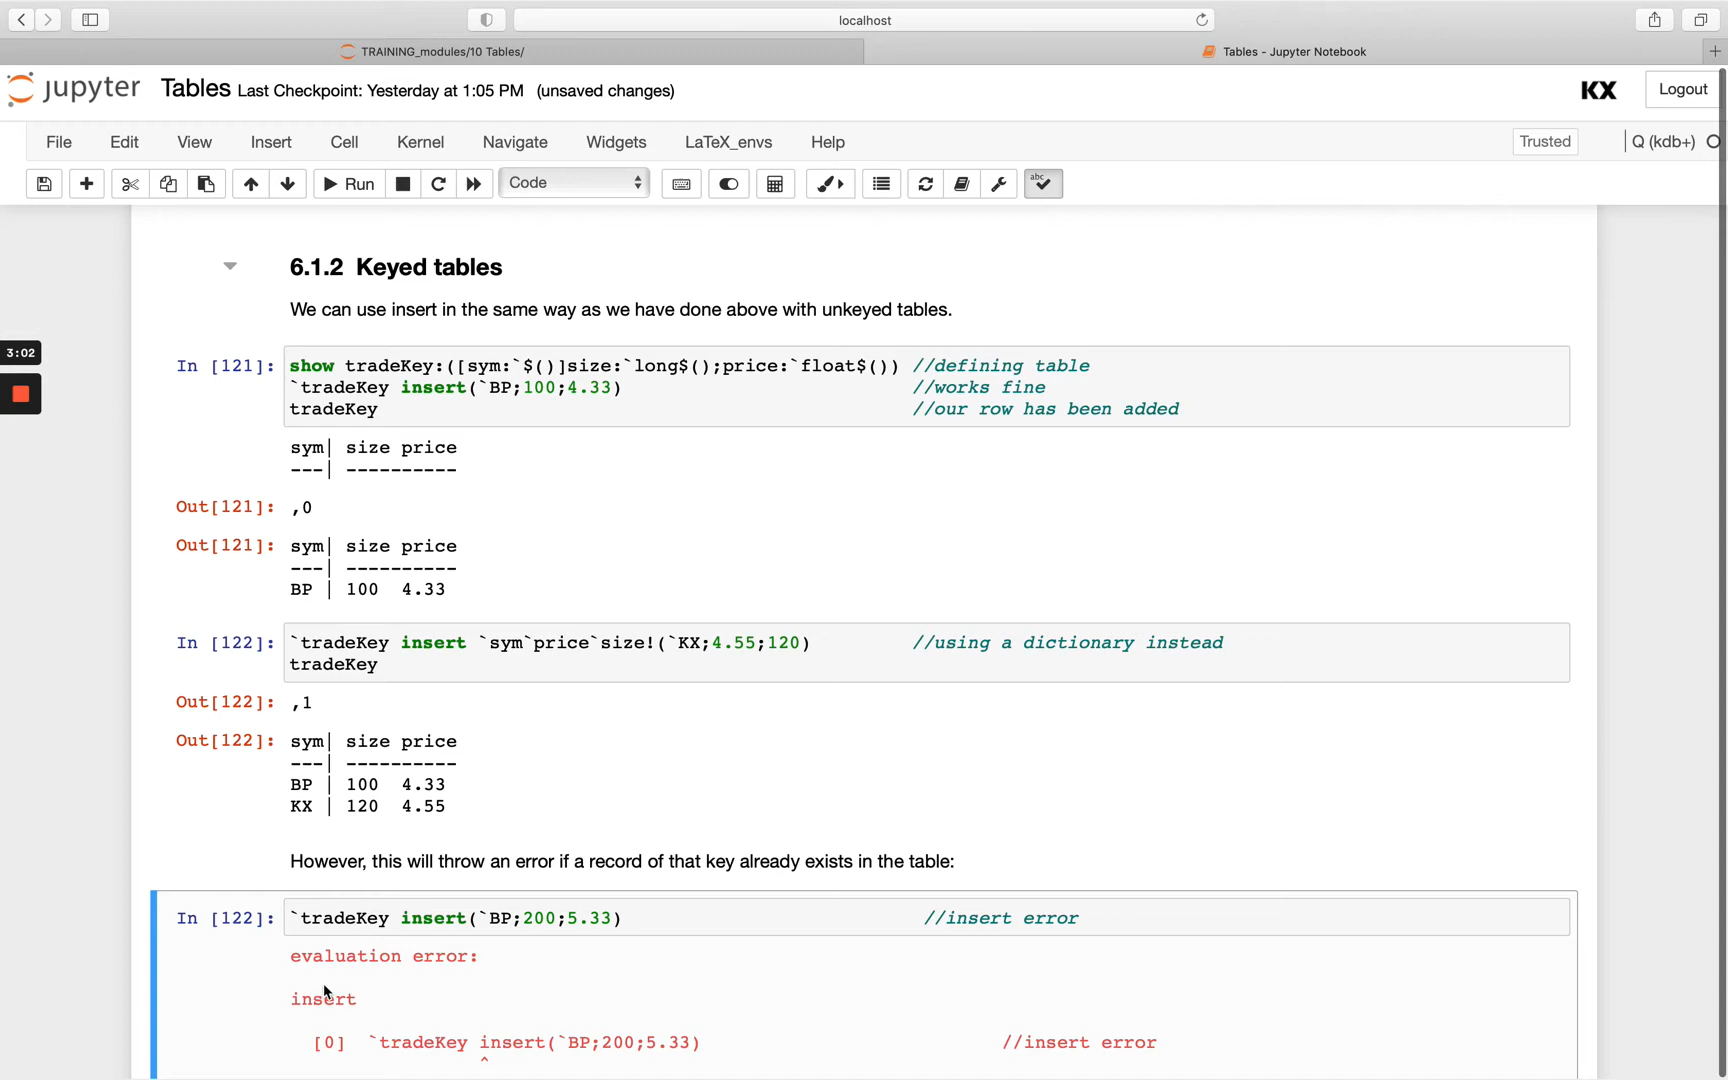 localhost
TRAINING_modules/10 Tables/
Tables - Jupyter Notebook
jupyter Tables Last Checkpoint: Yesterday at 1:05 PM (unsaved changes)
KX
Logout
File Edit View Insert Cell Kernel Navigate Widgets LaTeX_envs Help
Trusted
Q (kdb+)
Run
Code
abc
6.1.2 Keyed tables
We can use insert in the same way as we have done above with unkeyed tables.
3:02
In [121]: show tradeKey:([sym:`$()]size:`long$();price:`float$()) //defining table
`tradeKey insert(`BP;100;4.33) //works fine
tradeKey //our row has been added
sym| size price
---| ----------
Out[121]: ,0
Out[121]: sym| size price
---| ----------
BP | 100 4.33
In [122]: `tradeKey insert `sym`price`size!(`KX;4.55;120) //using a dictionary instead
tradeKey
Out[122]: ,1
Out[122]: sym| size price
---| ----------
BP | 100 4.33
KX | 120 4.55
However, this will throw an error if a record of that key already exists in the table:
In [122]: `tradeKey insert(`BP;200;5.33) //insert error
evaluation error:
insert
[0] `tradeKey insert(`BP;200;5.33) //insert error
^